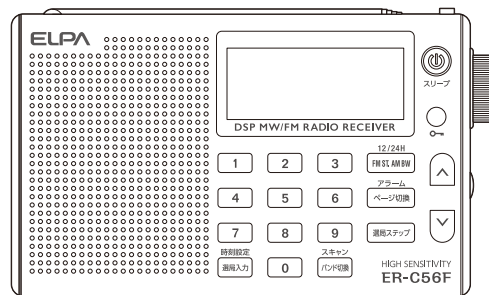 ELPA
スリープ
DSP MW/FM RADIO RECEIVER
12/24H
1 2 3 FM ST. AM BW
アラーム
4 5 6 ページ切換
7 8 9 選局ステップ
時刻設定 スキャン
選局入力 0 バンド切換
HIGH SENSITIVITY
ER-C56F